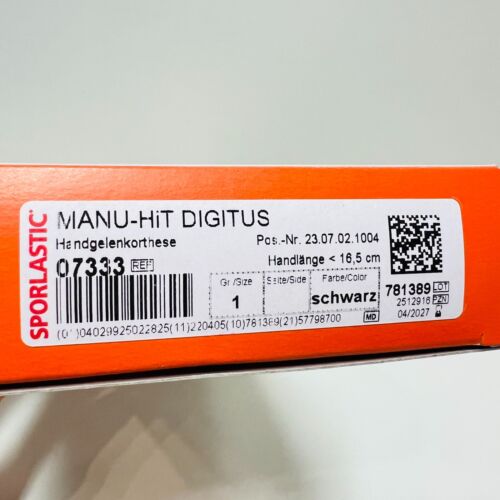 SPORLASTIC
MANU-HiT DIGITUS
Handgelenkorthese
Pos.-Nr. 23.07.02.1004
07333 REF
Handlänge < 16,5 cm
Gr./Size
1
Seite/Side
Farbe/Color
schwarz
781389 LOT
2512916 PZN
04/2027
MD
(01)04029925022825(11)220405(10)781389(21)57798700